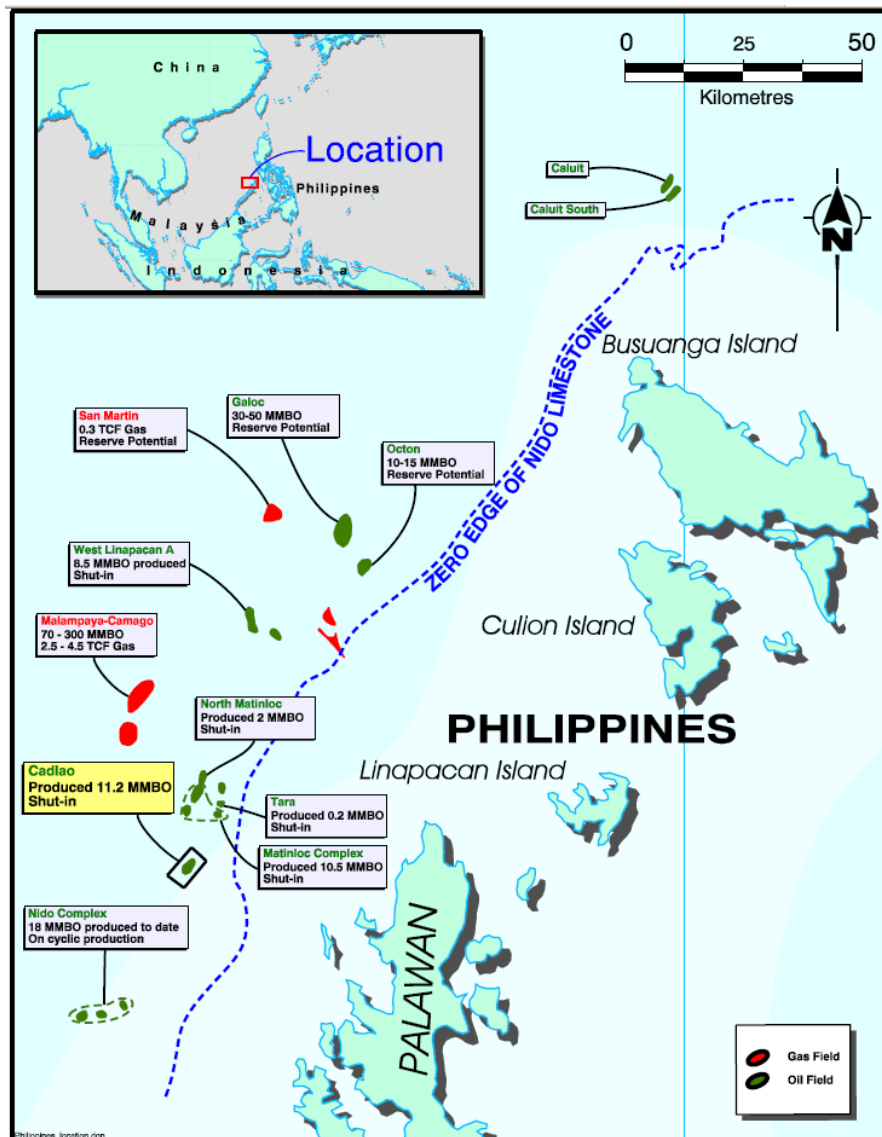 China
Location
Philippines
Malaysia
Indonesia
0 25 50
Kilometres
Caluit
Caluit South
N
Busuanga Island
ZERO EDGE OF NIDO LIMESTONE
San Martin
0.3 TCF Gas
Reserve Potential
Galoc
30-50 MMBO
Reserve Potential
Octon
10-15 MMBO
Reserve Potential
West Linapacan A
8.5 MMBO produced
Shut-in
Malampaya-Camago
70 - 300 MMBO
2.5 - 4.5 TCF Gas
Culion Island
North Matinloc
Produced 2 MMBO
Shut-in
PHILIPPINES
Linapacan Island
Cadlao
Produced 11.2 MMBO
Shut-in
Tara
Produced 0.2 MMBO
Shut-in
Matinloc Complex
Produced 10.5 MMBO
Shut-in
Nido Complex
18 MMBO produced to date
On cyclic production
PALAWAN
Gas Field
Oil Field
Philippines_location.dgn